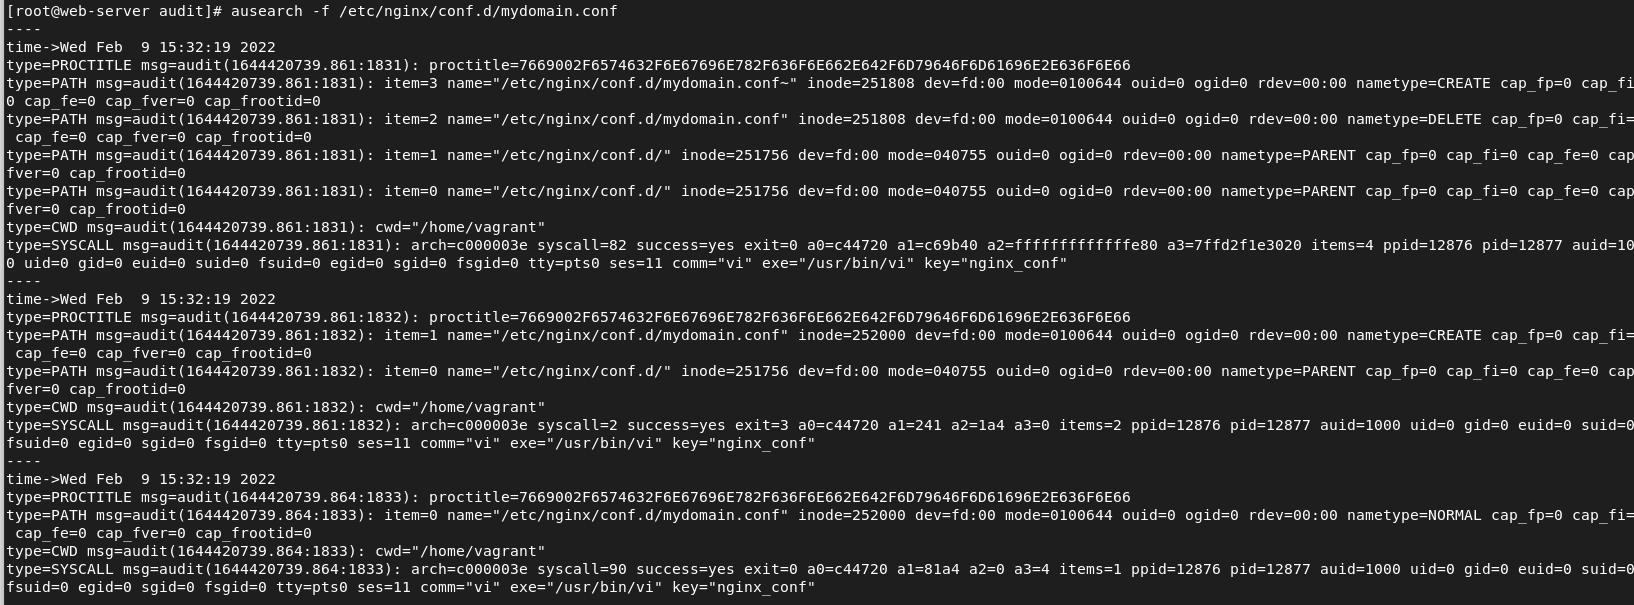 [root@web-server audit]# ausearch -f /etc/nginx/conf.d/mydomain.conf
----
time->Wed Feb  9 15:32:19 2022
type=PROCTITLE msg=audit(1644420739.861:1831): proctitle=7669002F6574632F6E67696E782F636F6E662E642F6D79646F6D61696E2E636F6E66
type=PATH msg=audit(1644420739.861:1831): item=3 name="/etc/nginx/conf.d/mydomain.conf~" inode=251808 dev=fd:00 mode=0100644 ouid=0 ogid=0 rdev=00:00 nametype=CREATE cap_fp=0 cap_fi
0 cap_fe=0 cap_fver=0 cap_frootid=0
type=PATH msg=audit(1644420739.861:1831): item=2 name="/etc/nginx/conf.d/mydomain.conf" inode=251808 dev=fd:00 mode=0100644 ouid=0 ogid=0 rdev=00:00 nametype=DELETE cap_fp=0 cap_fi=
 cap_fe=0 cap_fver=0 cap_frootid=0
type=PATH msg=audit(1644420739.861:1831): item=1 name="/etc/nginx/conf.d/" inode=251756 dev=fd:00 mode=040755 ouid=0 ogid=0 rdev=00:00 nametype=PARENT cap_fp=0 cap_fi=0 cap_fe=0 cap
fver=0 cap_frootid=0
type=PATH msg=audit(1644420739.861:1831): item=0 name="/etc/nginx/conf.d/" inode=251756 dev=fd:00 mode=040755 ouid=0 ogid=0 rdev=00:00 nametype=PARENT cap_fp=0 cap_fi=0 cap_fe=0 cap
fver=0 cap_frootid=0
type=CWD msg=audit(1644420739.861:1831): cwd="/home/vagrant"
type=SYSCALL msg=audit(1644420739.861:1831): arch=c000003e syscall=82 success=yes exit=0 a0=c44720 a1=c69b40 a2=fffffffffffffe80 a3=7ffd2f1e3020 items=4 ppid=12876 pid=12877 auid=10
0 uid=0 gid=0 euid=0 suid=0 fsuid=0 egid=0 sgid=0 fsgid=0 tty=pts0 ses=11 comm="vi" exe="/usr/bin/vi" key="nginx_conf"
----
time->Wed Feb  9 15:32:19 2022
type=PROCTITLE msg=audit(1644420739.861:1832): proctitle=7669002F6574632F6E67696E782F636F6E662E642F6D79646F6D61696E2E636F6E66
type=PATH msg=audit(1644420739.861:1832): item=1 name="/etc/nginx/conf.d/mydomain.conf" inode=252000 dev=fd:00 mode=0100644 ouid=0 ogid=0 rdev=00:00 nametype=CREATE cap_fp=0 cap_fi=
 cap_fe=0 cap_fver=0 cap_frootid=0
type=PATH msg=audit(1644420739.861:1832): item=0 name="/etc/nginx/conf.d/" inode=251756 dev=fd:00 mode=040755 ouid=0 ogid=0 rdev=00:00 nametype=PARENT cap_fp=0 cap_fi=0 cap_fe=0 cap
fver=0 cap_frootid=0
type=CWD msg=audit(1644420739.861:1832): cwd="/home/vagrant"
type=SYSCALL msg=audit(1644420739.861:1832): arch=c000003e syscall=2 success=yes exit=3 a0=c44720 a1=241 a2=1a4 a3=0 items=2 ppid=12876 pid=12877 auid=1000 uid=0 gid=0 euid=0 suid=0
fsuid=0 egid=0 sgid=0 fsgid=0 tty=pts0 ses=11 comm="vi" exe="/usr/bin/vi" key="nginx_conf"
----
time->Wed Feb  9 15:32:19 2022
type=PROCTITLE msg=audit(1644420739.864:1833): proctitle=7669002F6574632F6E67696E782F636F6E662E642F6D79646F6D61696E2E636F6E66
type=PATH msg=audit(1644420739.864:1833): item=0 name="/etc/nginx/conf.d/mydomain.conf" inode=252000 dev=fd:00 mode=0100644 ouid=0 ogid=0 rdev=00:00 nametype=NORMAL cap_fp=0 cap_fi=
 cap_fe=0 cap_fver=0 cap_frootid=0
type=CWD msg=audit(1644420739.864:1833): cwd="/home/vagrant"
type=SYSCALL msg=audit(1644420739.864:1833): arch=c000003e syscall=90 success=yes exit=0 a0=c44720 a1=81a4 a2=0 a3=4 items=1 ppid=12876 pid=12877 auid=1000 uid=0 gid=0 euid=0 suid=0
fsuid=0 egid=0 sgid=0 fsgid=0 tty=pts0 ses=11 comm="vi" exe="/usr/bin/vi" key="nginx_conf"